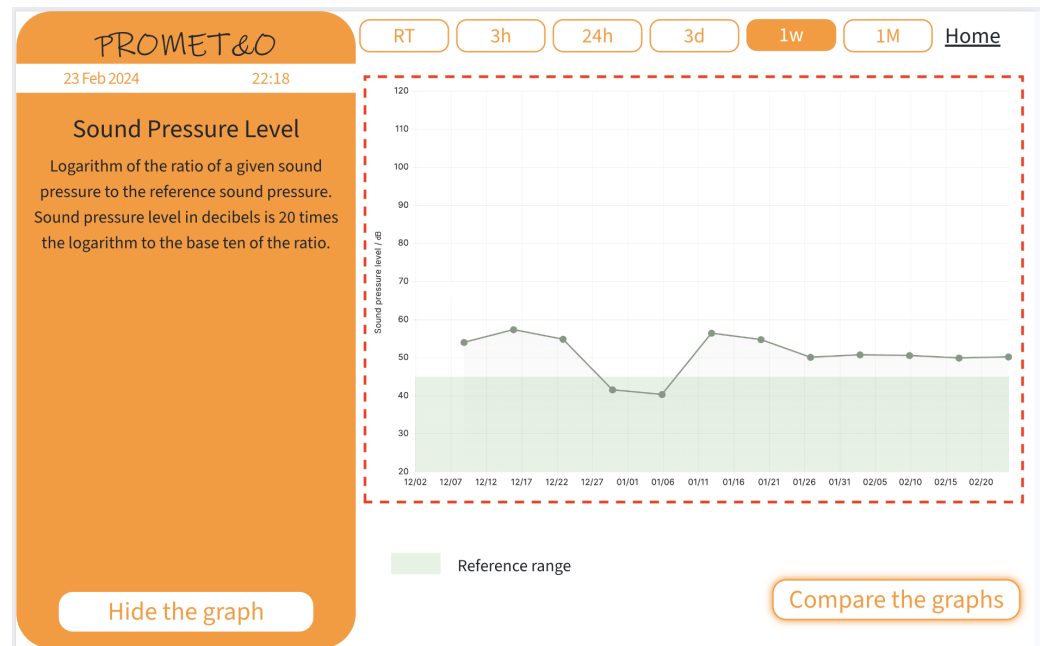 PROMET&O
23 Feb 2024 22:18
Sound Pressure Level
Logarithm of the ratio of a given sound
pressure to the reference sound pressure.
Sound pressure level in decibels is 20 times
the logarithm to the base ten of the ratio.
Hide the graph
RT 3h 24h 3d 1w 1M Home
Sound pressure level / dB
120
110
100
90
80
70
60
50
40
30
20
12/02 12/07 12/12 12/17 12/22 12/27 01/01 01/06 01/11 01/16 01/21 01/26 01/31 02/05 02/10 02/15 02/20
Reference range
Compare the graphs